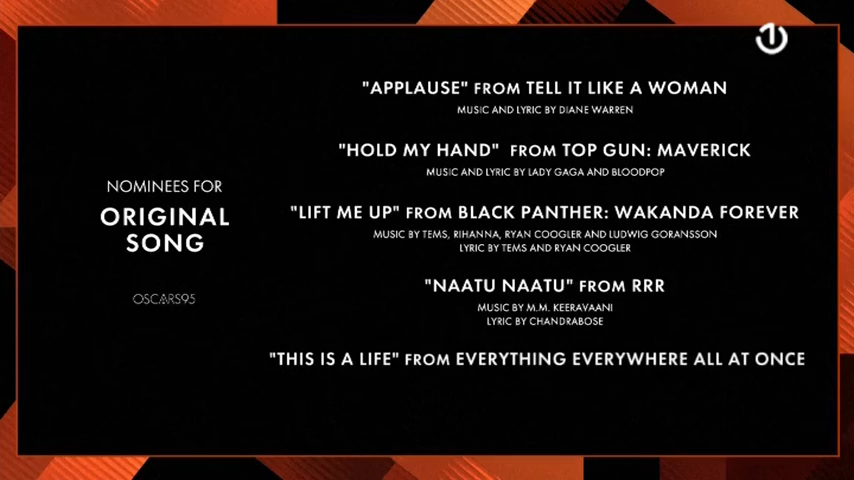 "APPLAUSE" FROM TELL IT LIKE A WOMAN
MUSIC AND LYRIC BY DIANE WARREN
"HOLD MY HAND" FROM TOP GUN: MAVERICK
MUSIC AND LYRIC BY LADY GAGA AND BLOODPOP
NOMINEES FOR
ORIGINAL
SONG
OSCARS95
"LIFT ME UP" FROM BLACK PANTHER: WAKANDA FOREVER
MUSIC BY TEMS, RIHANNA, RYAN COOGLER AND LUDWIG GORANSSON
LYRIC BY TEMS AND RYAN COOGLER
"NAATU NAATU" FROM RRR
MUSIC BY M.M. KEERAVAANI
LYRIC BY CHANDRABOSE
"THIS IS A LIFE" FROM EVERYTHING EVERYWHERE ALL AT ONCE
1